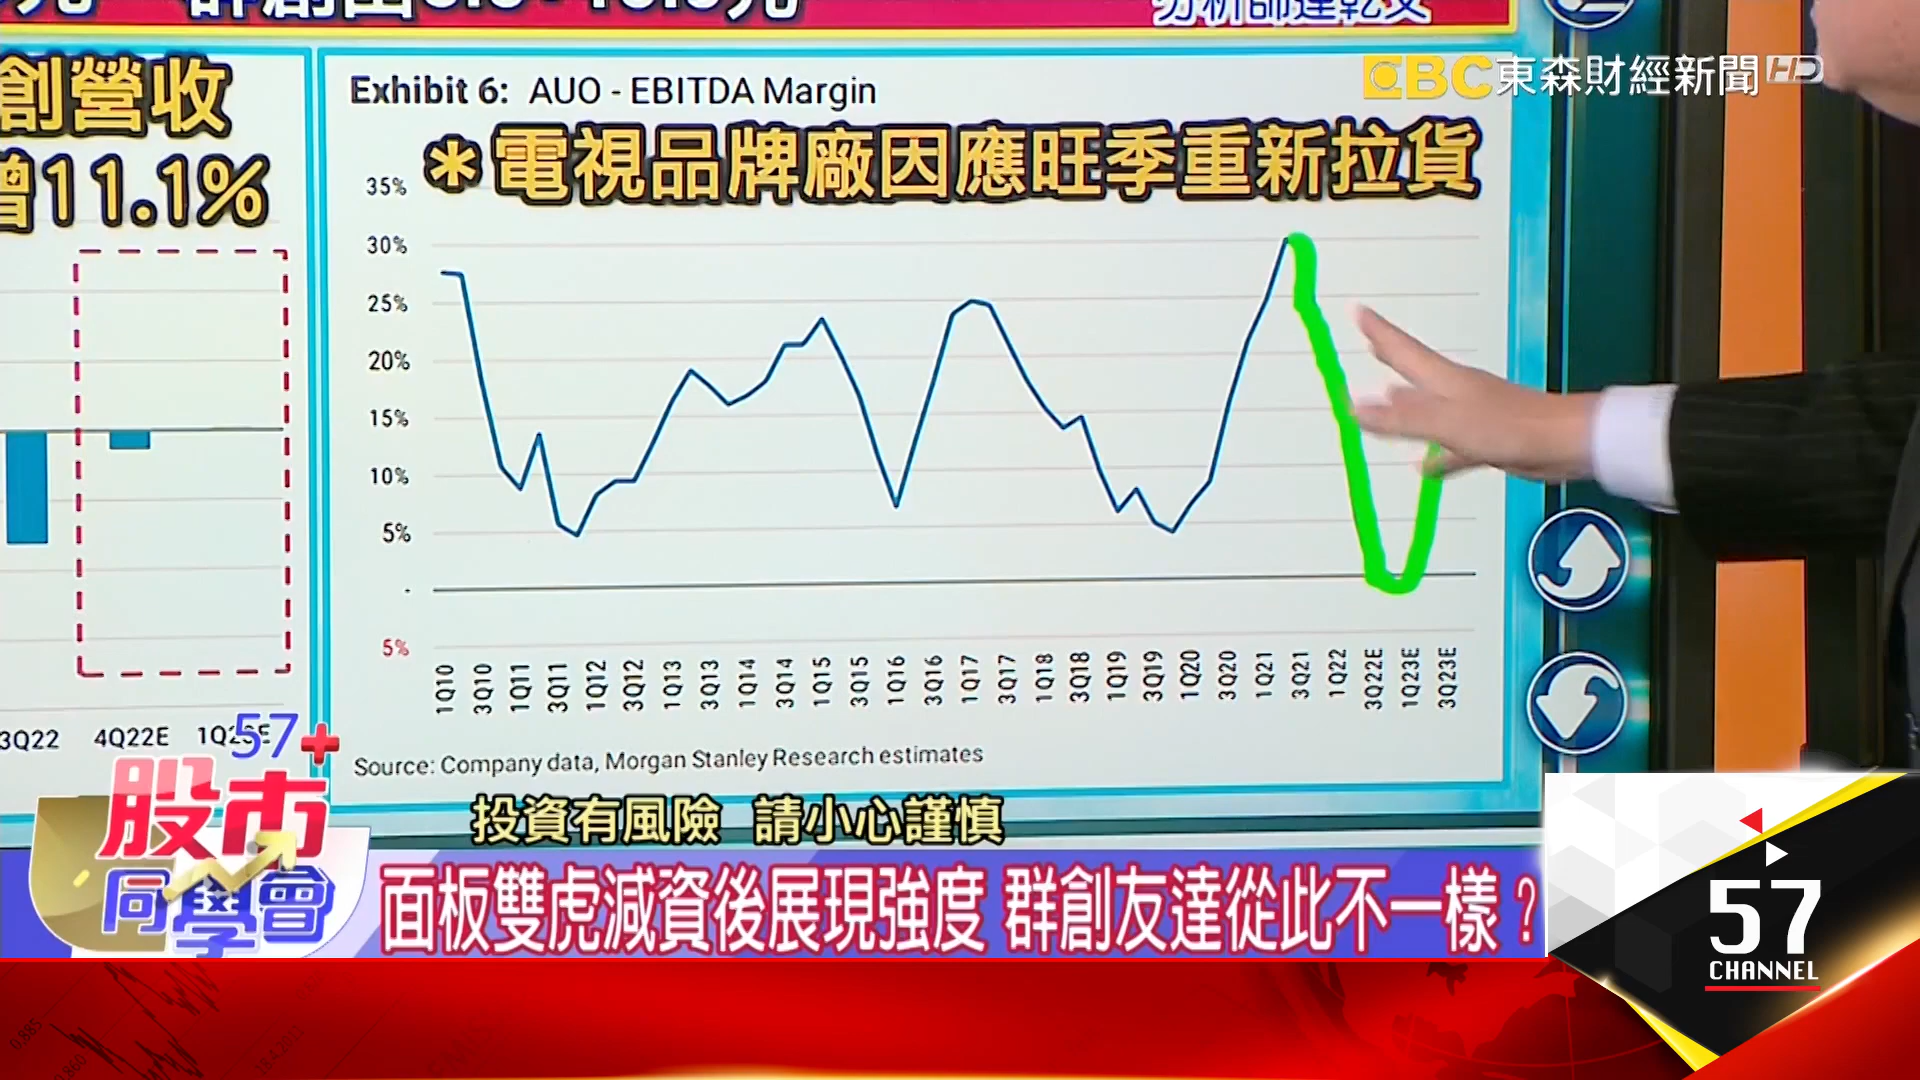 東森財經新聞 HD
創營收
增11.1%
Exhibit 6: AUO - EBITDA Margin
*電視品牌廠因應旺季重新拉貨
35%
30%
25%
20%
15%
10%
5%
-
5%
1Q10 3Q10 1Q11 3Q11 1Q12 3Q12 1Q13 3Q13 1Q14 3Q14 1Q15 3Q15 1Q16 3Q16 1Q17 3Q17 1Q18 3Q18 1Q19 3Q19 1Q20 3Q20 1Q21 3Q21 1Q22 3Q22E 1Q23E 3Q23E
3Q22 4Q22E
Source: Company data, Morgan Stanley Research estimates
57+
股市
同學會
投資有風險 請小心謹慎
面板雙虎減資後展現強度 群創友達從此不一樣?
57
CHANNEL